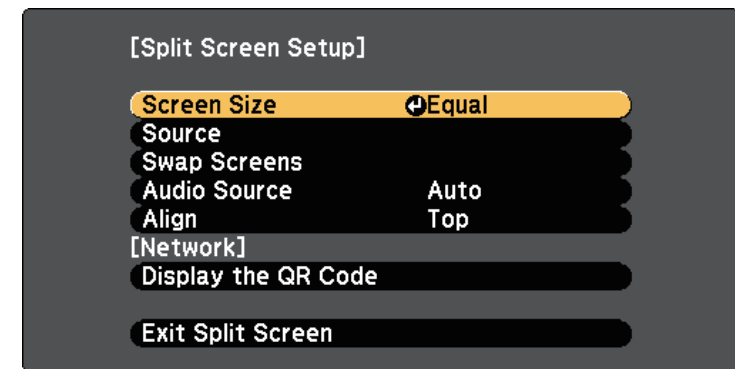 [Split Screen Setup]
Screen Size Equal
Source
Swap Screens
Audio Source Auto
Align Top
[Network]
Display the QR Code
Exit Split Screen